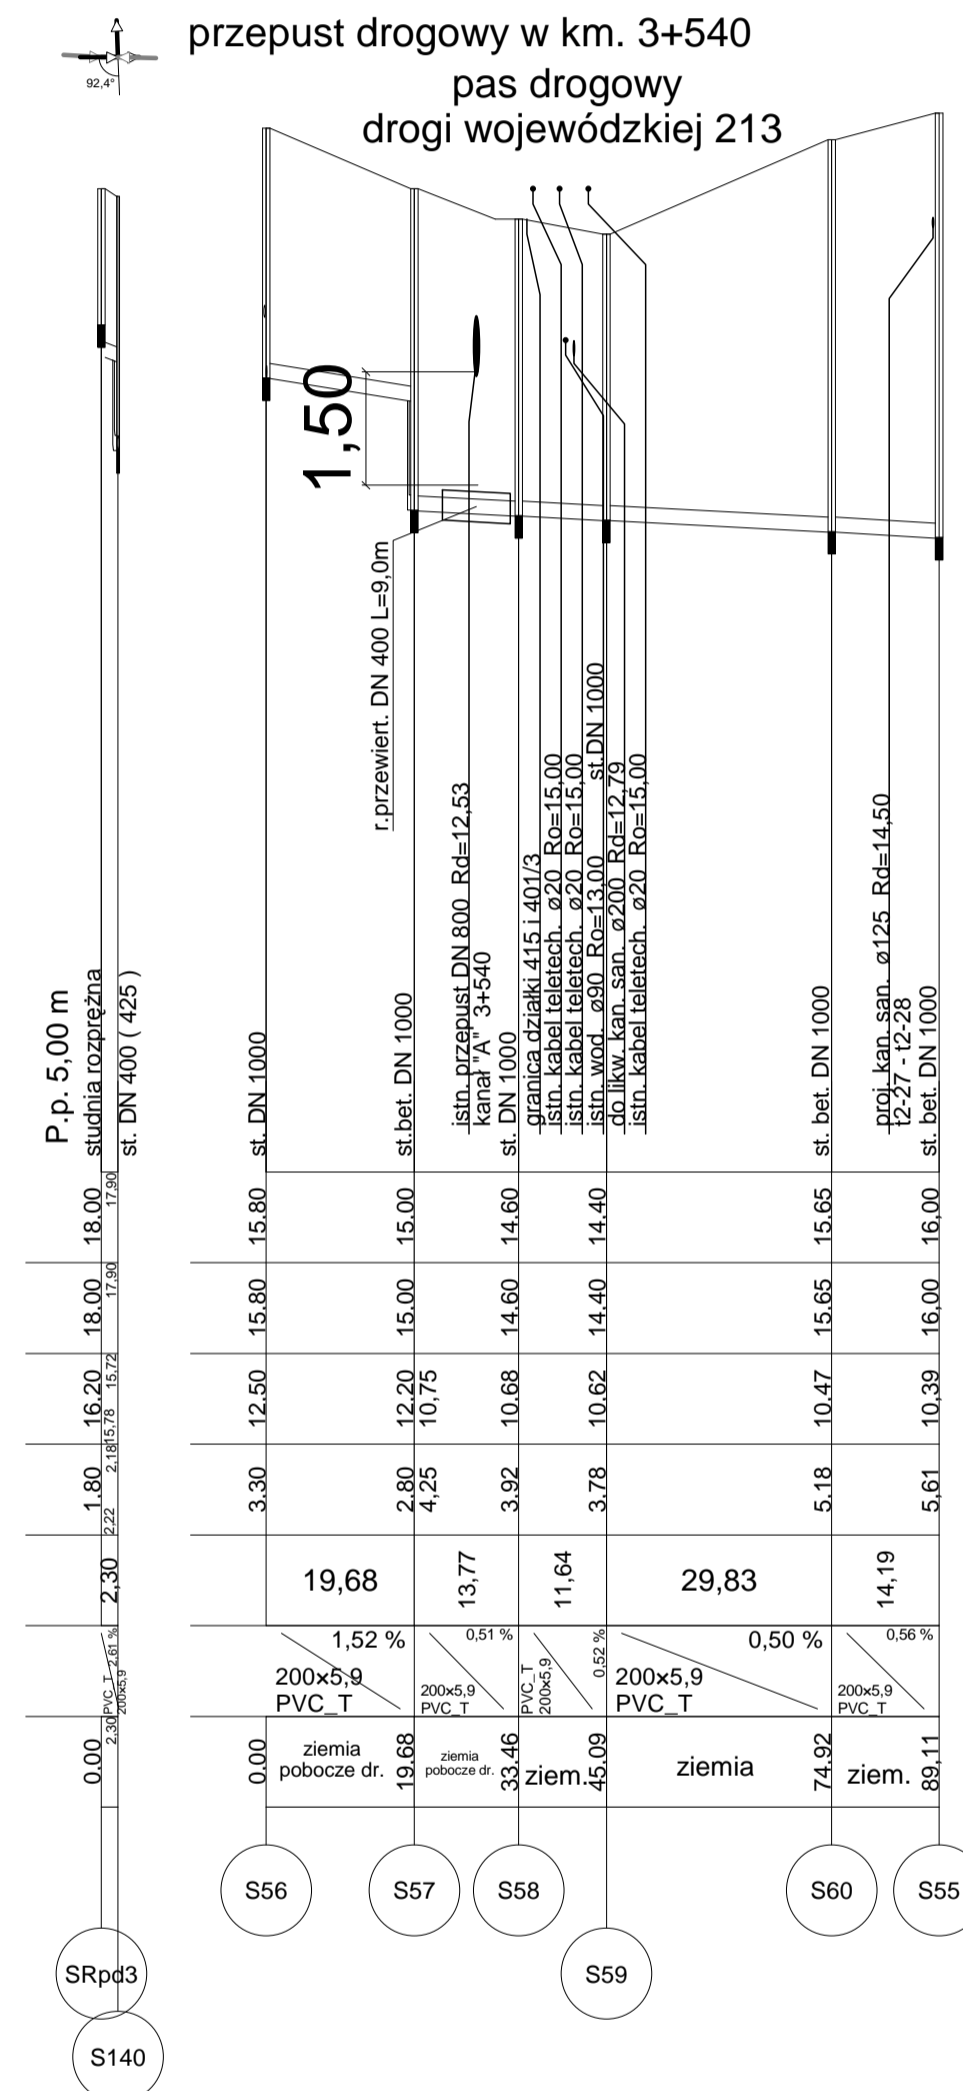 przepust drogowy w km. 3+540
pas drogowy
drogi wojewódzkiej 213
92,4°
1,50
r.przewiert. DN 400 L=9,0m
P.p. 5,00 m
studnia rozprężna
st. DN 400 ( 425 )
st. DN 1000
st.bet. DN 1000
istn. przepust DN 800 Rd=12,53
kanał "A" 3+540
st. DN 1000
granica działki 415 i 401/3
istn. kabel teletech. ø20 Ro=15,00
istn. kabel teletech. ø20 Ro=15,00
istn. wod. ø90 Ro=13,00
st.DN 1000
do likw. kan. san. ø200 Rd=12,79
istn. kabel teletech. ø20 Ro=15,00
st. bet. DN 1000
proj. kan. san. ø125 Rd=14,50
t2-27 - t2-28
st. bet. DN 1000
18.00 17,90 15.80 15.00 14.60 14.40 15.65 16,00
18.00 17,90 15.80 15.00 14.60 14.40 15.65 16,00
16.20 15,78 15,72 12.50 12.20 10,75 10.68 10.62 10.47 10,39
1.80 2,22 2,18 3.30 2.80 4,25 3.92 3.78 5.18 5,61
2,30 19,68 13,77 11,64 29,83 14,19
PVC_T 2,61 % 200x5,9
1,52 % 200×5,9 PVC_T
0,51 % 200×5,9 PVC_T
PVC_T 200x5,9 0,52 %
0,50 % 200×5,9 PVC_T
0,56 % 200×5,9 PVC_T
0.00 2,30 0.00
ziemia
pobocze dr.
19.68
ziemia
pobocze dr.
33.46
ziem.
45.09
ziemia
74.92
ziem.
89,11
S56
S57
S58
S60
S55
SRpd3
S59
S140